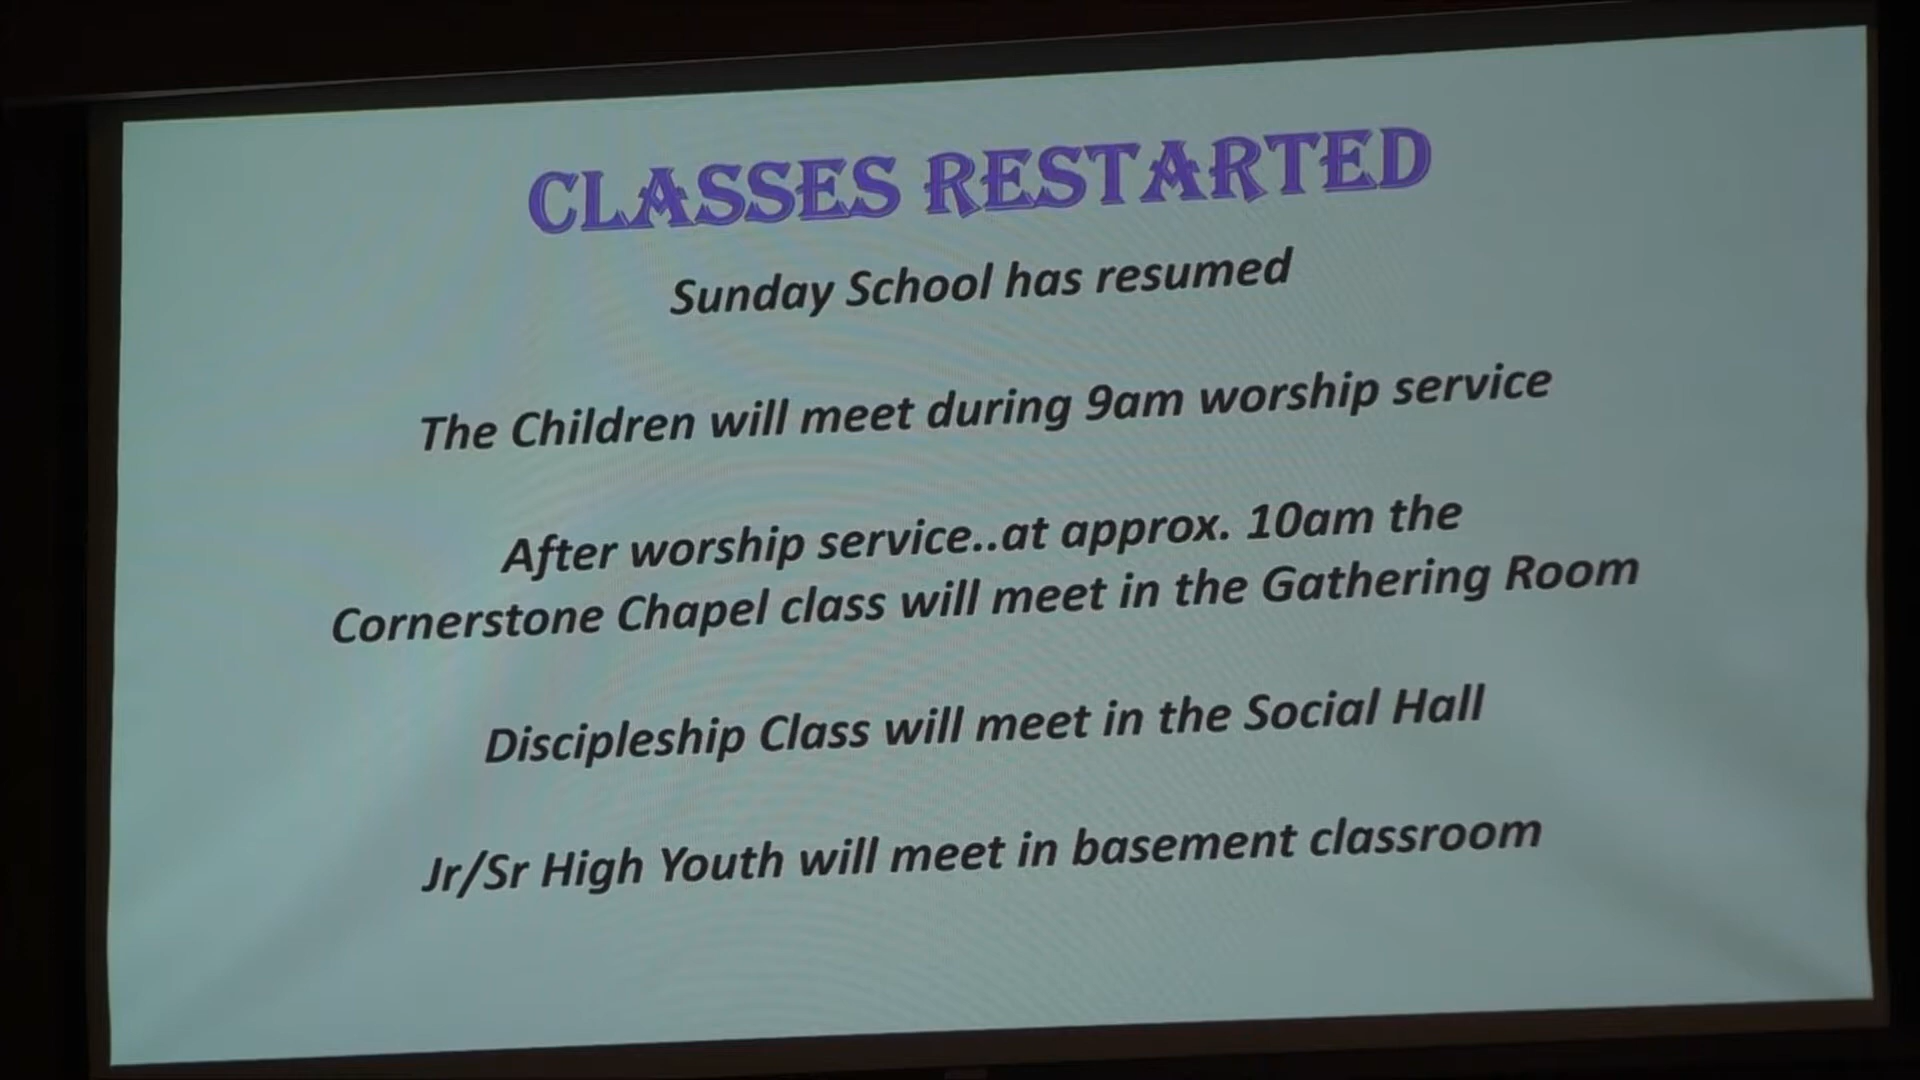 CLASSES RESTARTED
Sunday School has resumed
The Children will meet during 9am worship service
After worship service..at approx. 10am the
Cornerstone Chapel class will meet in the Gathering Room
Discipleship Class will meet in the Social Hall
Jr/Sr High Youth will meet in basement classroom